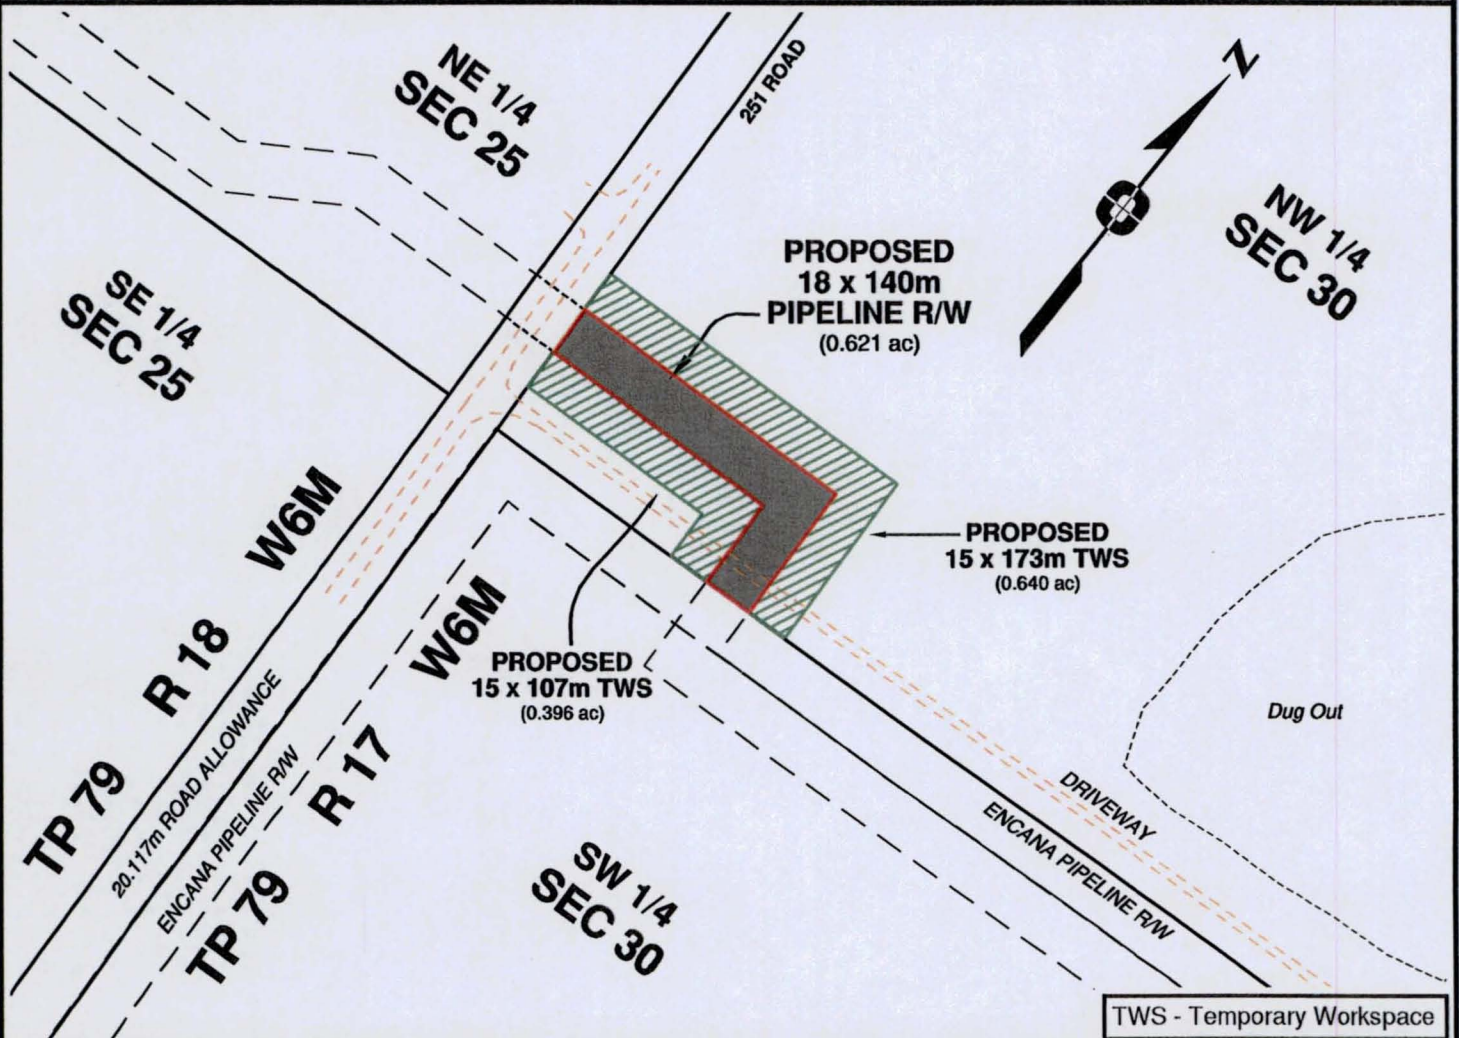 NE 1/4
SEC 25
251 ROAD
N
NW 1/4
SEC 30
PROPOSED
18 x 140m
PIPELINE R/W
(0.621 ac)
SE 1/4
SEC 25
PROPOSED
15 x 173m TWS
(0.640 ac)
W6M
R 18
TP 79
20.117m ROAD ALLOWANCE
ENCANA PIPELINE R/W
W6M
R 17
TP 79
PROPOSED
15 x 107m TWS
(0.396 ac)
Dug Out
DRIVEWAY
ENCANA PIPELINE R/W
SW 1/4
SEC 30
TWS - Temporary Workspace